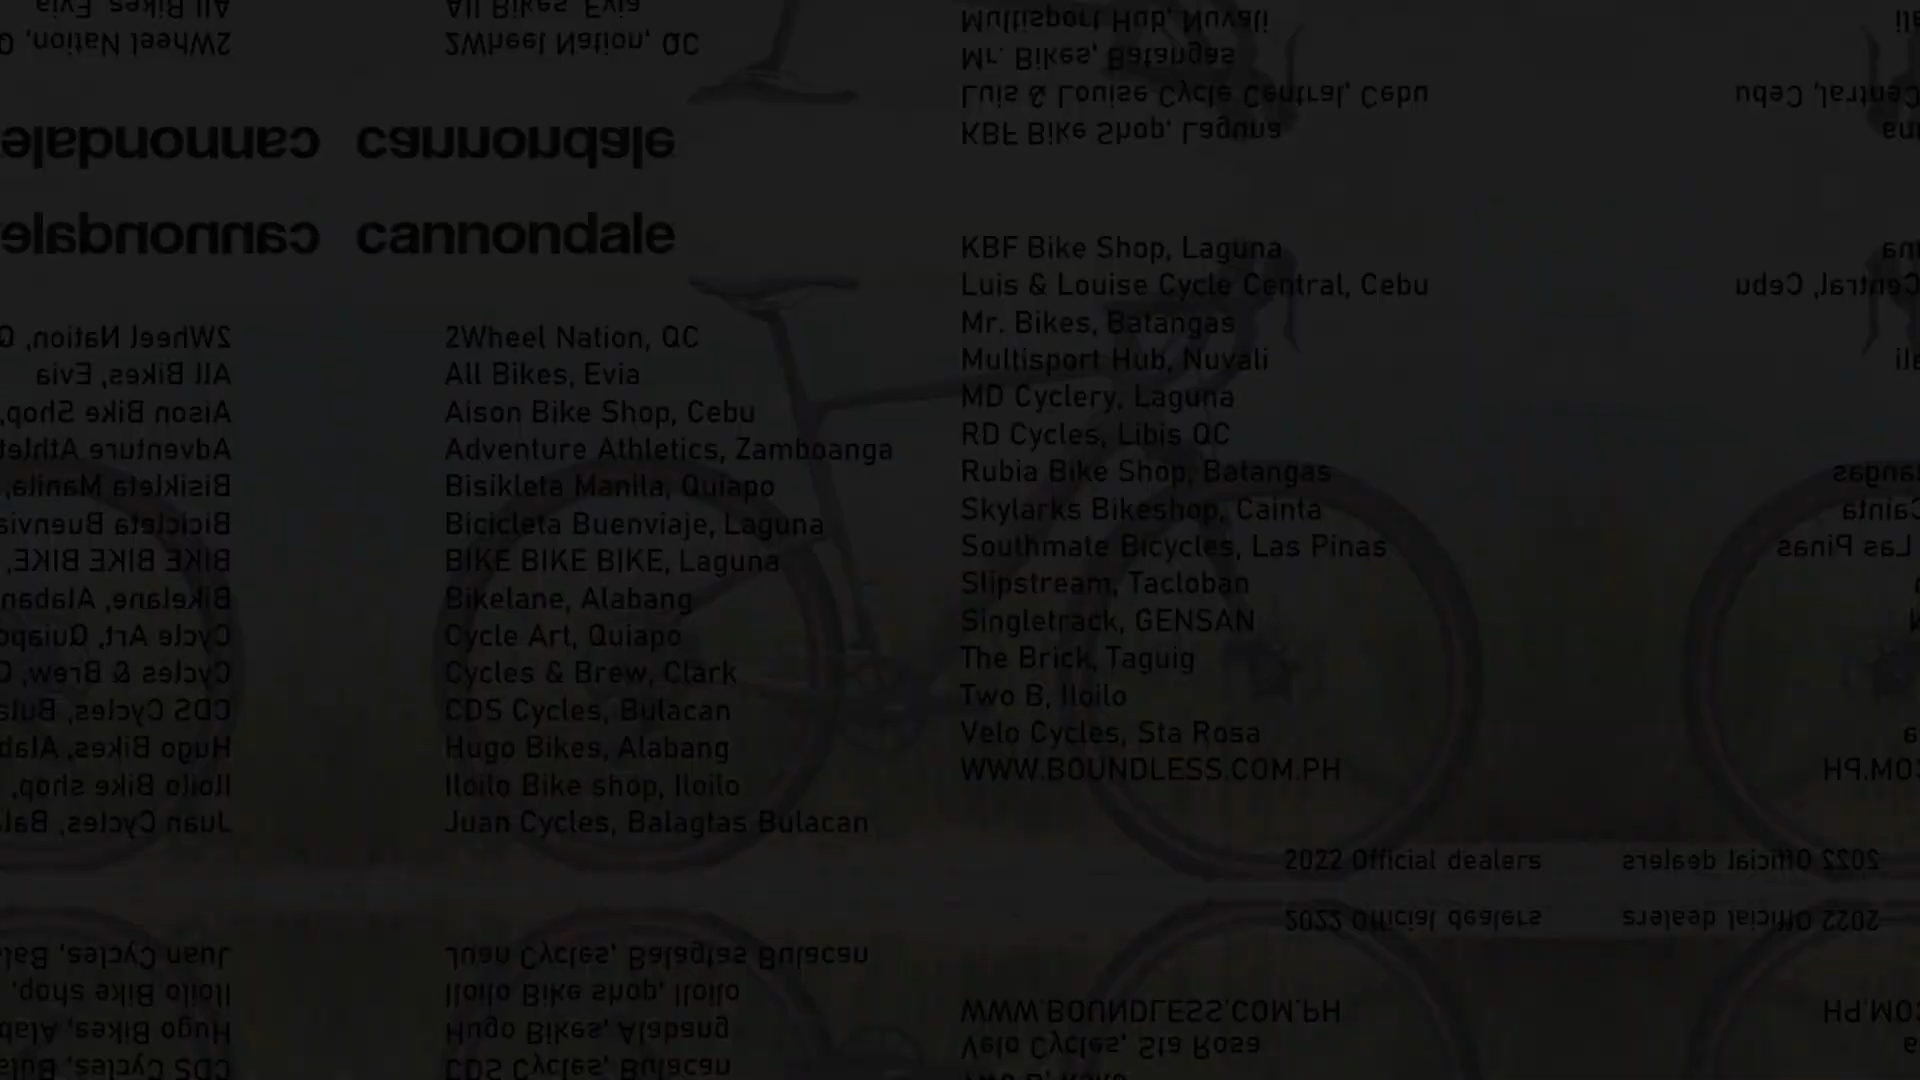 cannondale
2Wheel Nation, QC
All Bikes, Evia
Aison Bike Shop, Cebu
Adventure Athletics, Zamboanga
Bisikleta Manila, Quiapo
Bicicleta Buenviaje, Laguna
BIKE BIKE BIKE, Laguna
Bikelane, Alabang
Cycle Art, Quiapo
Cycles & Brew, Clark
CDS Cycles, Bulacan
Hugo Bikes, Alabang
Iloilo Bike shop, Iloilo
Juan Cycles, Balagtas Bulacan
KBF Bike Shop, Laguna
Luis & Louise Cycle Central, Cebu
Mr. Bikes, Batangas
Multisport Hub, Nuvali
MD Cyclery, Laguna
RD Cycles, Libis QC
Rubia Bike Shop, Batangas
Skylarks Bikeshop, Cainta
Southmate Bicycles, Las Pinas
Slipstream, Tacloban
Singletrack, GENSAN
The Brick, Taguig
Two B, Iloilo
Velo Cycles, Sta Rosa
WWW.BOUNDLESS.COM.PH
2022 Official dealers